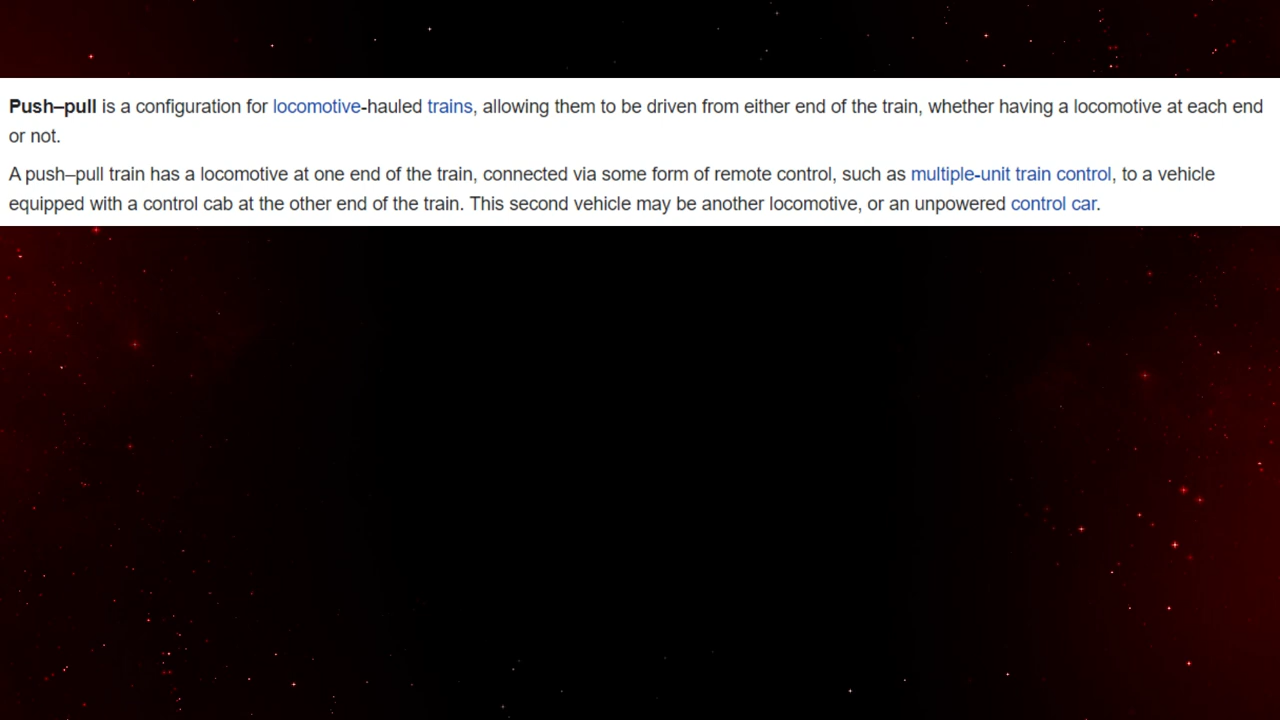 Push–pull is a configuration for locomotive-hauled trains, allowing them to be driven from either end of the train, whether having a locomotive at each end
or not.
A push–pull train has a locomotive at one end of the train, connected via some form of remote control, such as multiple-unit train control, to a vehicle
equipped with a control cab at the other end of the train. This second vehicle may be another locomotive, or an unpowered control car.